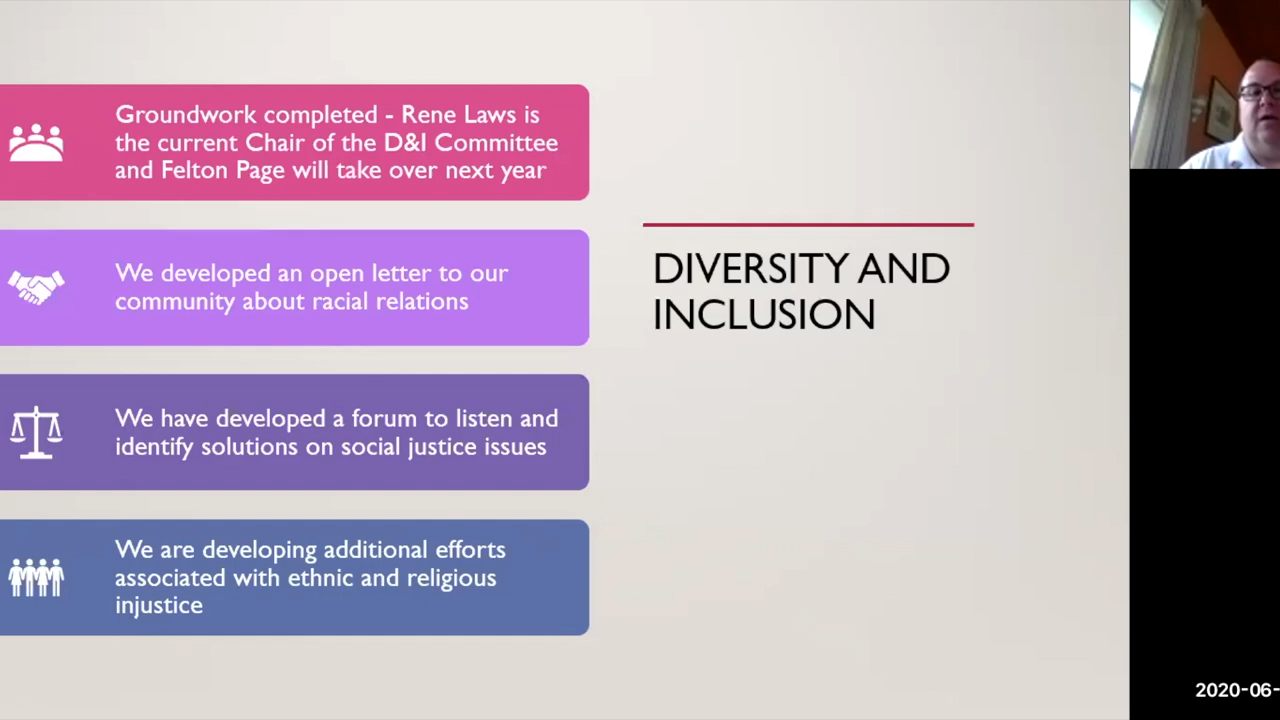 Groundwork completed - Rene Laws is
the current Chair of the D&I Committee
and Felton Page will take over next year
We developed an open letter to our
community about racial relations
We have developed a forum to listen and
identify solutions on social justice issues
We are developing additional efforts
associated with ethnic and religious
injustice
DIVERSITY AND
INCLUSION
2020-06-